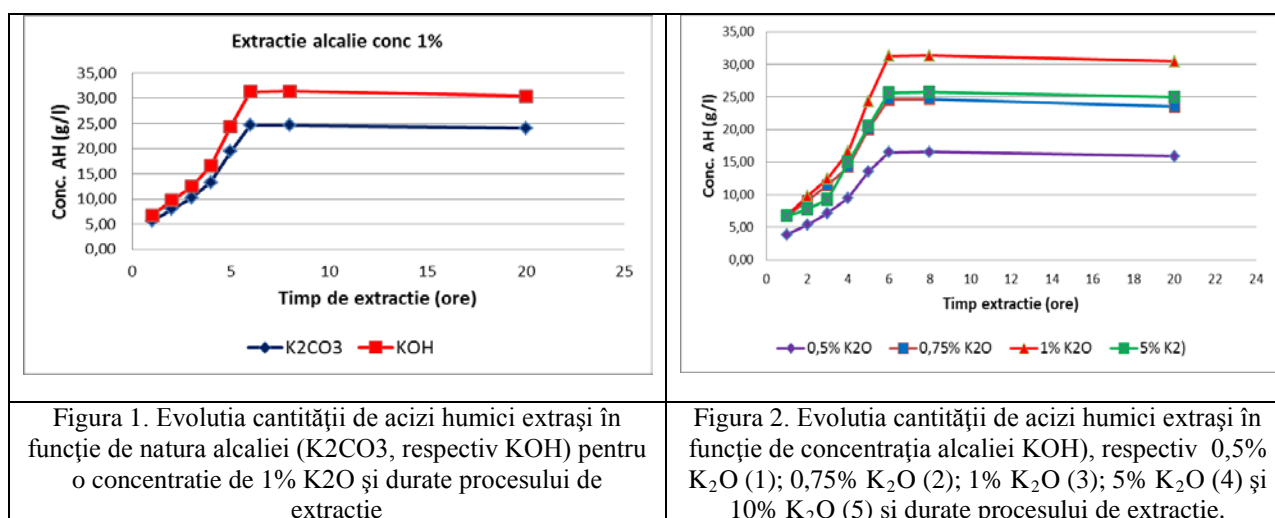 Extractie alcalie conc 1%
Conc. AH (g/l)
35,00
30,00
25,00
20,00
15,00
10,00
5,00
0,00
0 5 10 15 20 25
Timp de extractie (ore)
K2CO3 KOH
Conc. AH (g/l)
35,00
30,00
25,00
20,00
15,00
10,00
5,00
0,00
0 2 4 6 8 10 12 14 16 18 20 22 24
Timp extractie (ore)
0,5% K2O 0,75% K2O 1% K2O 5% K2)
Figura 1. Evolutia cantităţii de acizi humici extraşi în
funcţie de natura alcaliei (K2CO3, respectiv KOH) pentru
o concentratie de 1% K2O şi durate procesului de
extractie
Figura 2. Evolutia cantităţii de acizi humici extraşi în
funcţie de concentraţia alcaliei KOH), respectiv 0,5%
K₂O (1); 0,75% K₂O (2); 1% K₂O (3); 5% K₂O (4) şi
10% K₂O (5) si durate procesului de extracţie.